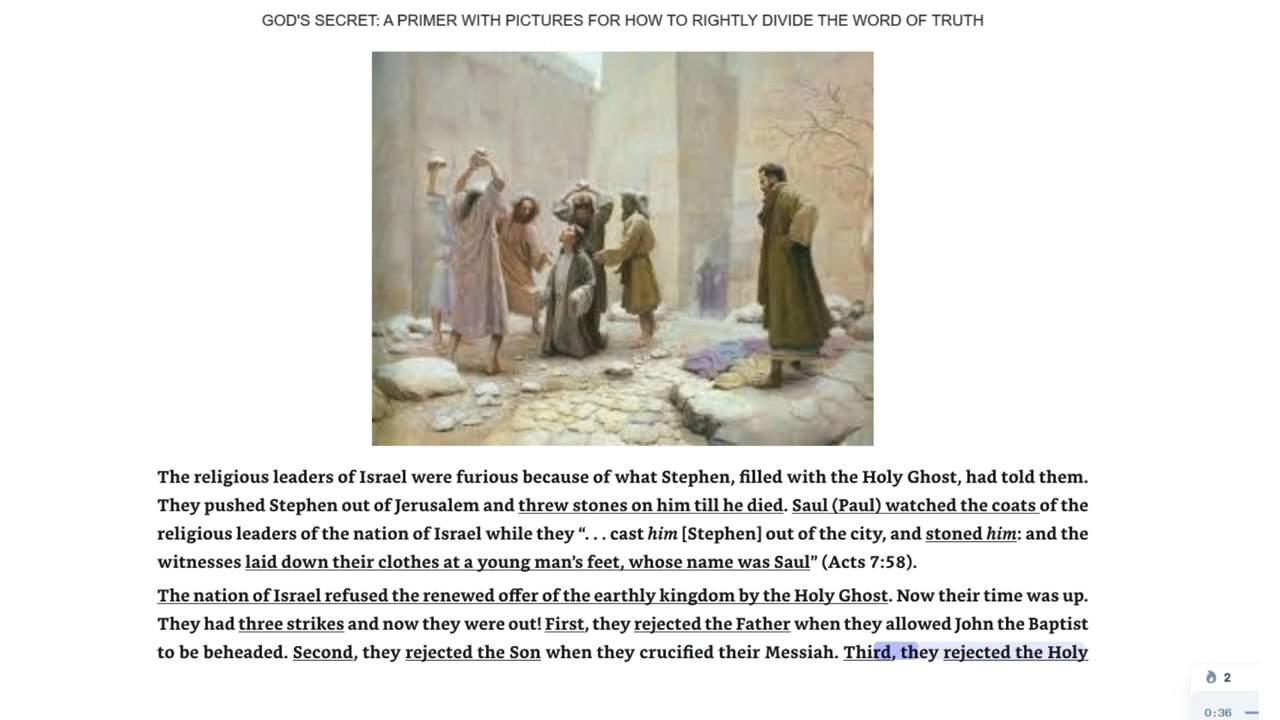 GOD'S SECRET: A PRIMER WITH PICTURES FOR HOW TO RIGHTLY DIVIDE THE WORD OF TRUTH
The religious leaders of Israel were furious because of what Stephen, filled with the Holy Ghost, had told them.
They pushed Stephen out of Jerusalem and threw stones on him till he died. Saul (Paul) watched the coats of the
religious leaders of the nation of Israel while they “. . . cast him [Stephen] out of the city, and stoned him: and the
witnesses laid down their clothes at a young man’s feet, whose name was Saul” (Acts 7:58).
The nation of Israel refused the renewed offer of the earthly kingdom by the Holy Ghost. Now their time was up.
They had three strikes and now they were out! First, they rejected the Father when they allowed John the Baptist
to be beheaded. Second, they rejected the Son when they crucified their Messiah. Third, they rejected the Holy
2
0:36